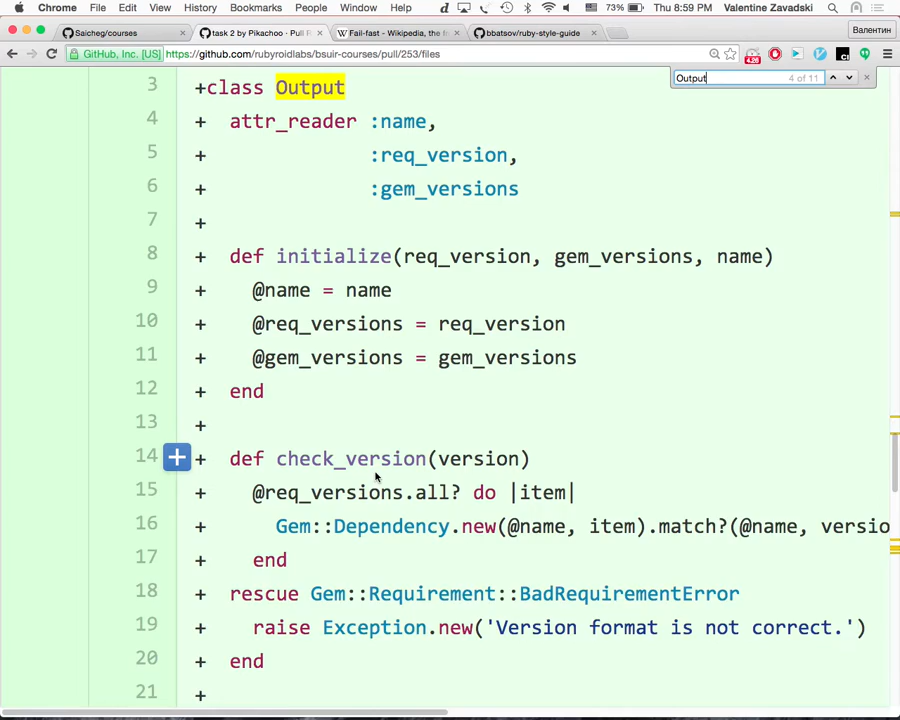 Chrome File Edit View History Bookmarks People Window Help 73% Thu 8:59 PM Valentine Zavadski
Saicheg/courses task 2 by Pikachoo · Pull R Fail-fast - Wikipedia, the fr bbatsov/ruby-style-guide Валентин
GitHub, Inc. [US] https://github.com/rubyroidlabs/bsuir-courses/pull/253/files 4.26
Output 4 of 11
3 +class Output
4 + attr_reader :name,
5 + :req_version,
6 + :gem_versions
7 +
8 + def initialize(req_version, gem_versions, name)
9 + @name = name
10 + @req_versions = req_version
11 + @gem_versions = gem_versions
12 + end
13 +
14 + def check_version(version)
15 + @req_versions.all? do |item|
16 + Gem::Dependency.new(@name, item).match?(@name, versio
17 + end
18 + rescue Gem::Requirement::BadRequirementError
19 + raise Exception.new('Version format is not correct.')
20 + end
21 +